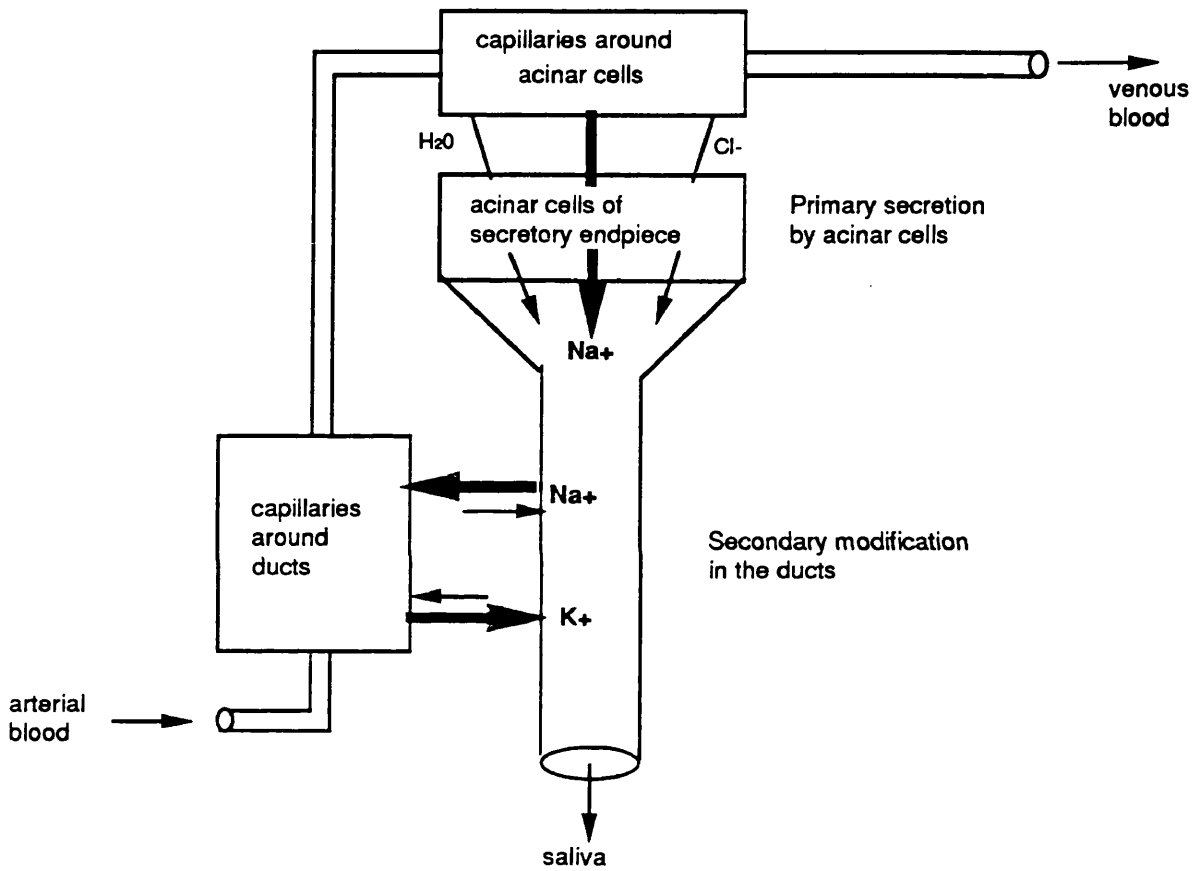 capillaries around
acinar cells
venous
blood
H20
Cl-
acinar cells of
secretory endpiece
Primary secretion
by acinar cells
Na+
capillaries
around
ducts
Na+
Secondary modification
in the ducts
K+
arterial
blood
saliva